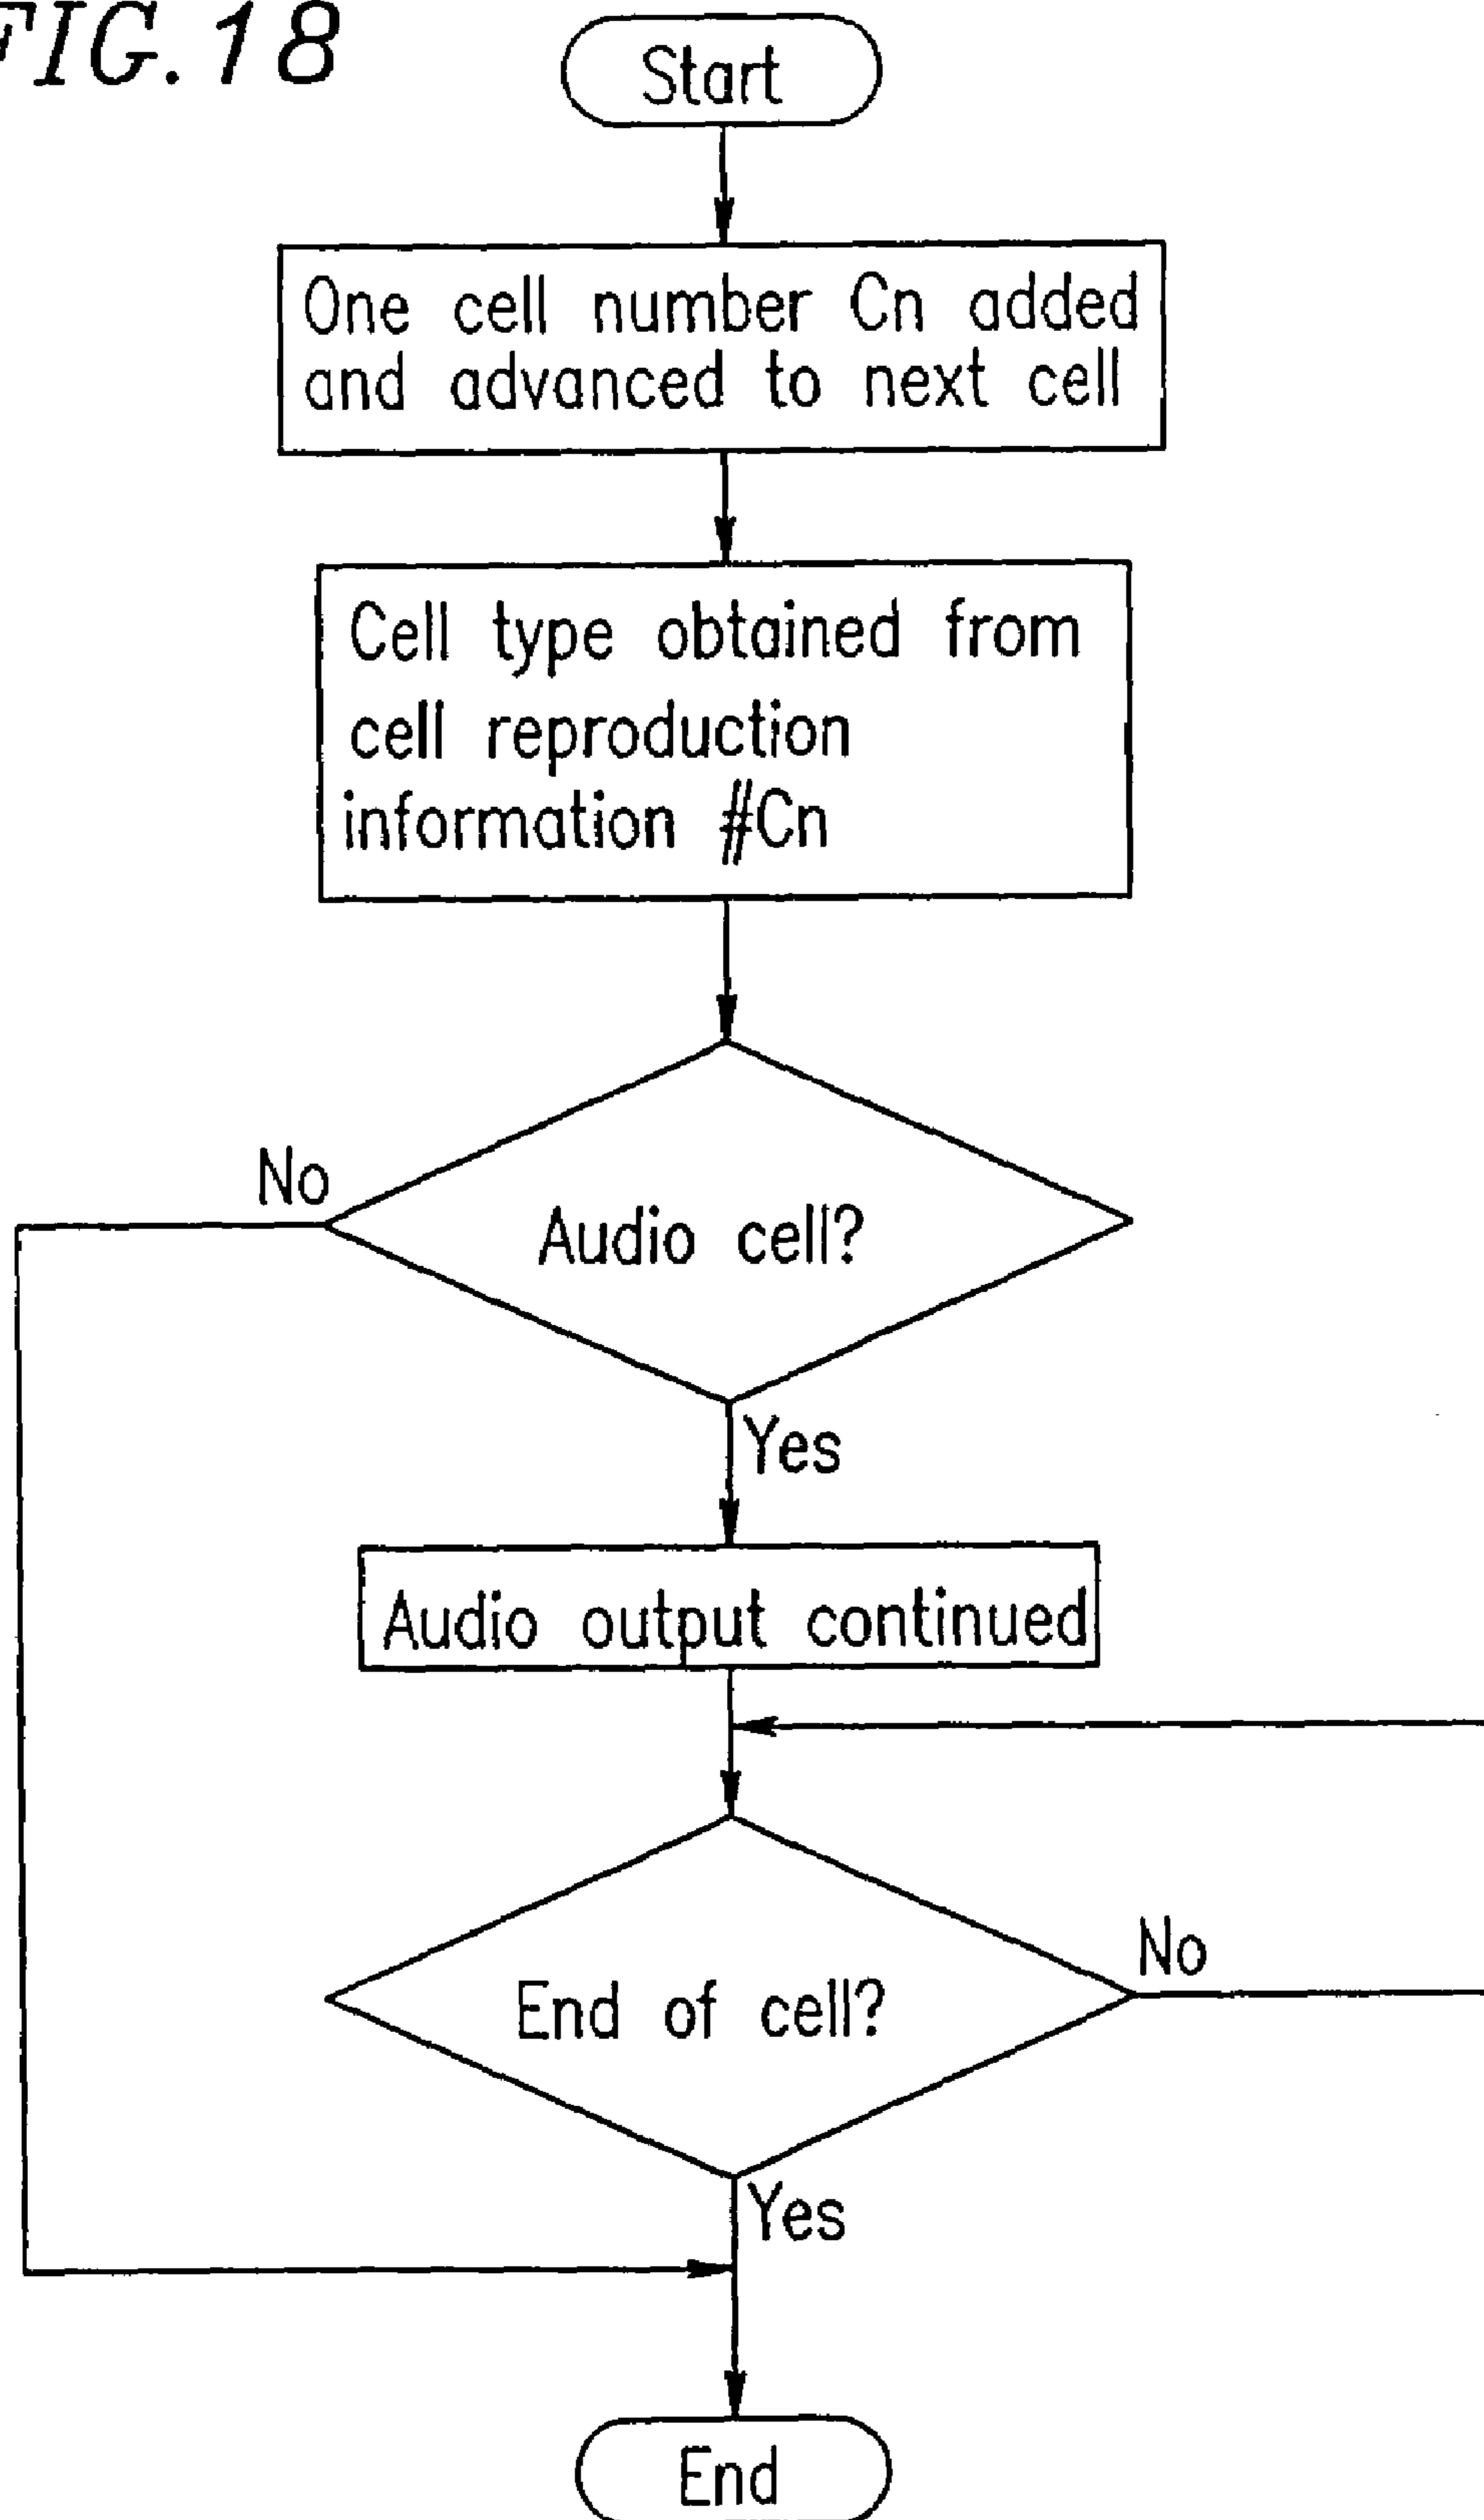 FIG.18
Start
One cell number Cn added
and advanced to next cell
Cell type obtained from
cell reproduction
information #Cn
No
Audio cell?
Yes
Audio output continued
No
End of cell?
Yes
End